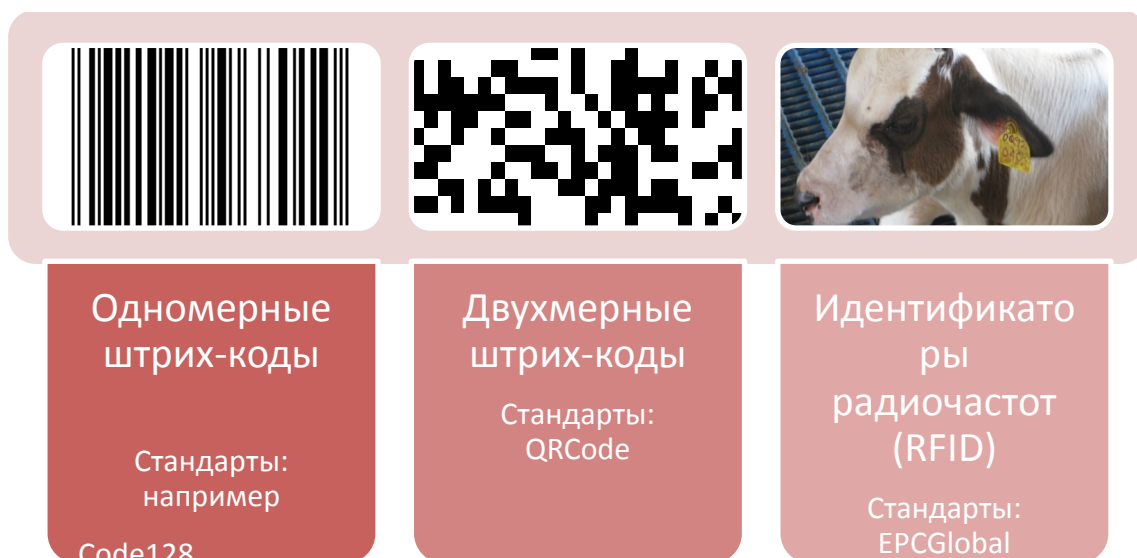 Одномерные
штрих-коды
Стандарты:
например
Code128
Двухмерные
штрих-коды
Стандарты:
QRCode
Идентификато
ры
радиочастот
(RFID)
Стандарты:
EPCGlobal